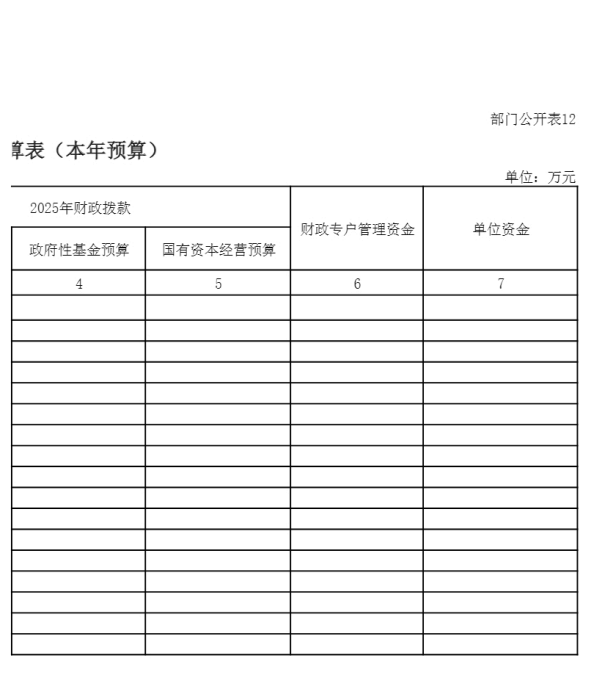 部门公开表12
算表（本年预算）
单位：万元
2025年财政拨款
财政专户管理资金
单位资金
政府性基金预算
国有资本经营预算
4 5 6 7